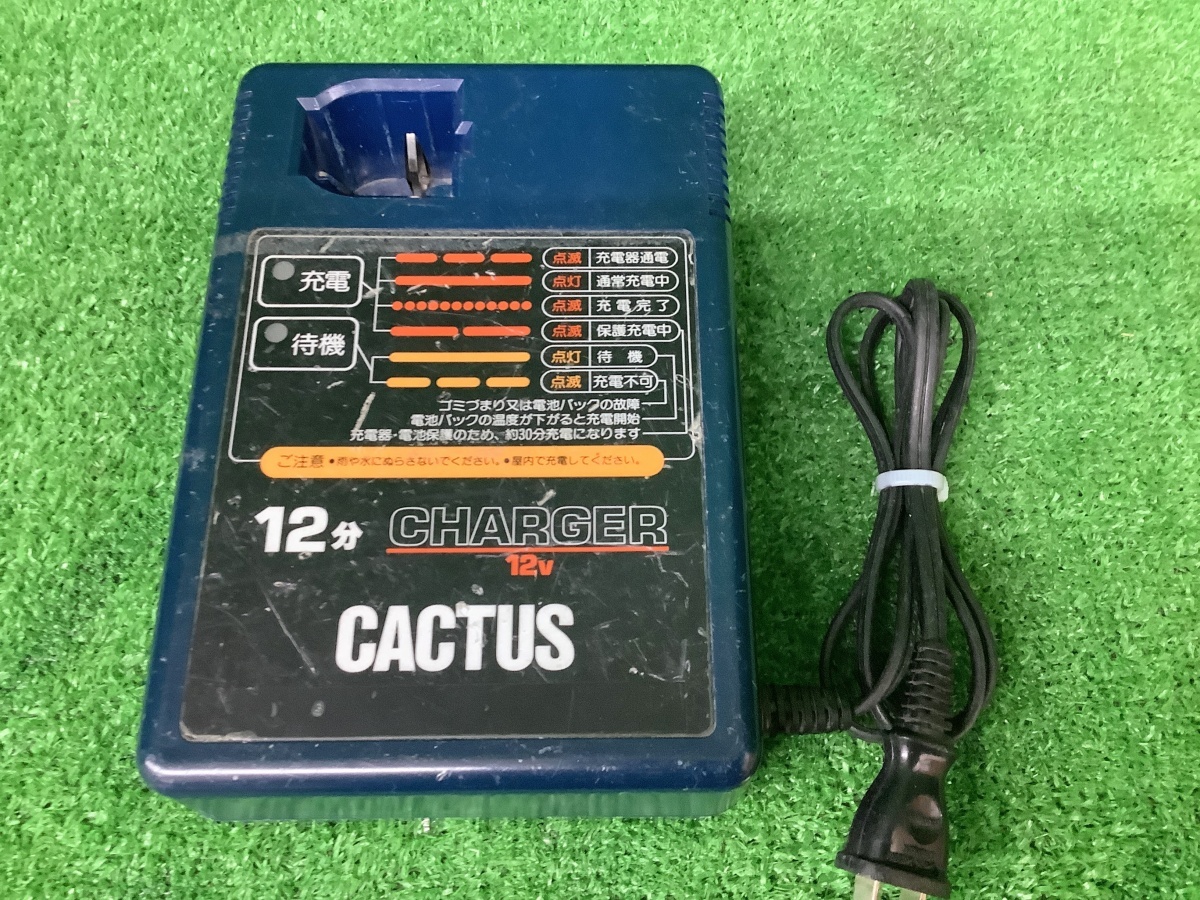 充電
点滅 充電器通電
点灯 通常充電中
点滅 充電完了
待機
点滅 保護充電中
点灯 待機
点滅 充電不可
ゴミづまり又は電池パックの故障
電池パックの温度が下がると充電開始
充電器・電池保護のため、約30分充電になります
ご注意 •雨や水にぬらさないでください。•屋内で充電してください。
12分 CHARGER
12v
CACTUS